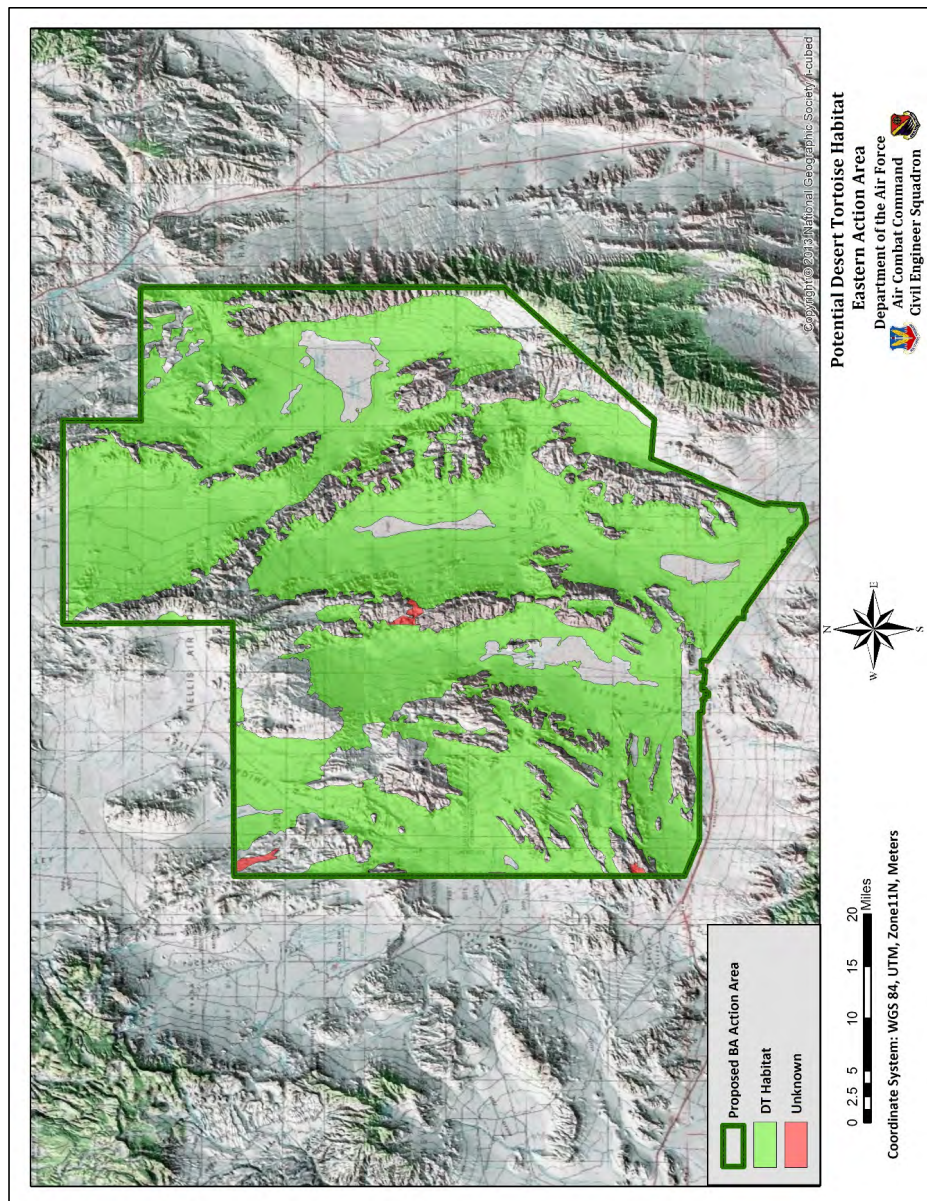 Copyright:© 2013 National Geographic Society, i-cubed
Proposed BA Action Area
DT Habitat
Unknown
0 2.5 5 10 15 20
Miles
Coordinate System: WGS 84, UTM, Zone11N, Meters
N
W
E
S
Potential Desert Tortoise Habitat
Eastern Action Area
Department of the Air Force
Air Combat Command
Civil Engineer Squadron